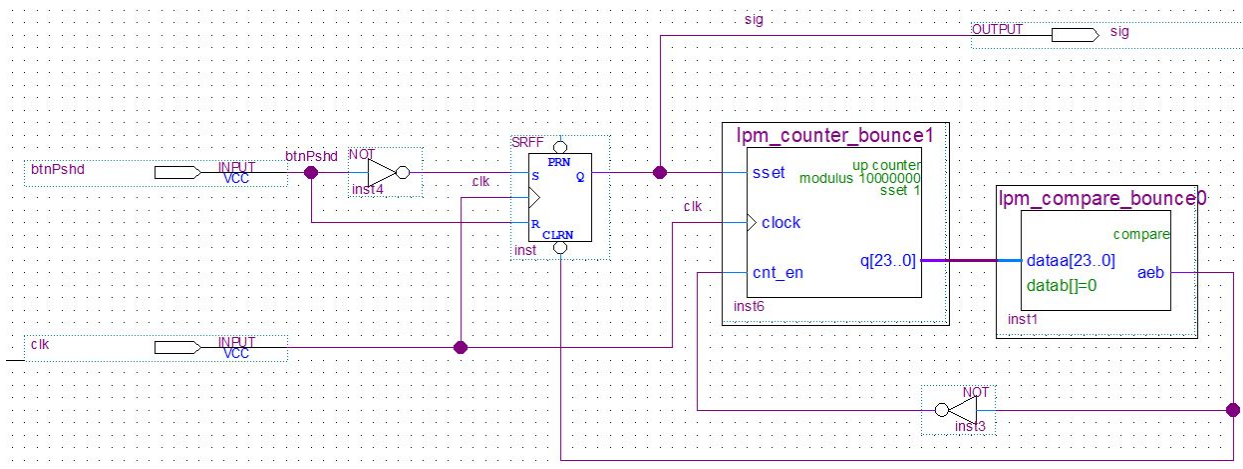 sig
OUTPUT
sig
btnPshd
INPUT
VCC
btnPshd
NOT
inst4
clk
SRFF
PRN
S
Q
R
CLRN
inst
clk
lpm_counter_bounce1
up counter
modulus 10000000
sset 1
sset
clock
cnt_en
q[23..0]
inst6
lpm_compare_bounce0
compare
dataa[23..0]
datab[]=0
aeb
inst1
clk
INPUT
VCC
NOT
inst3